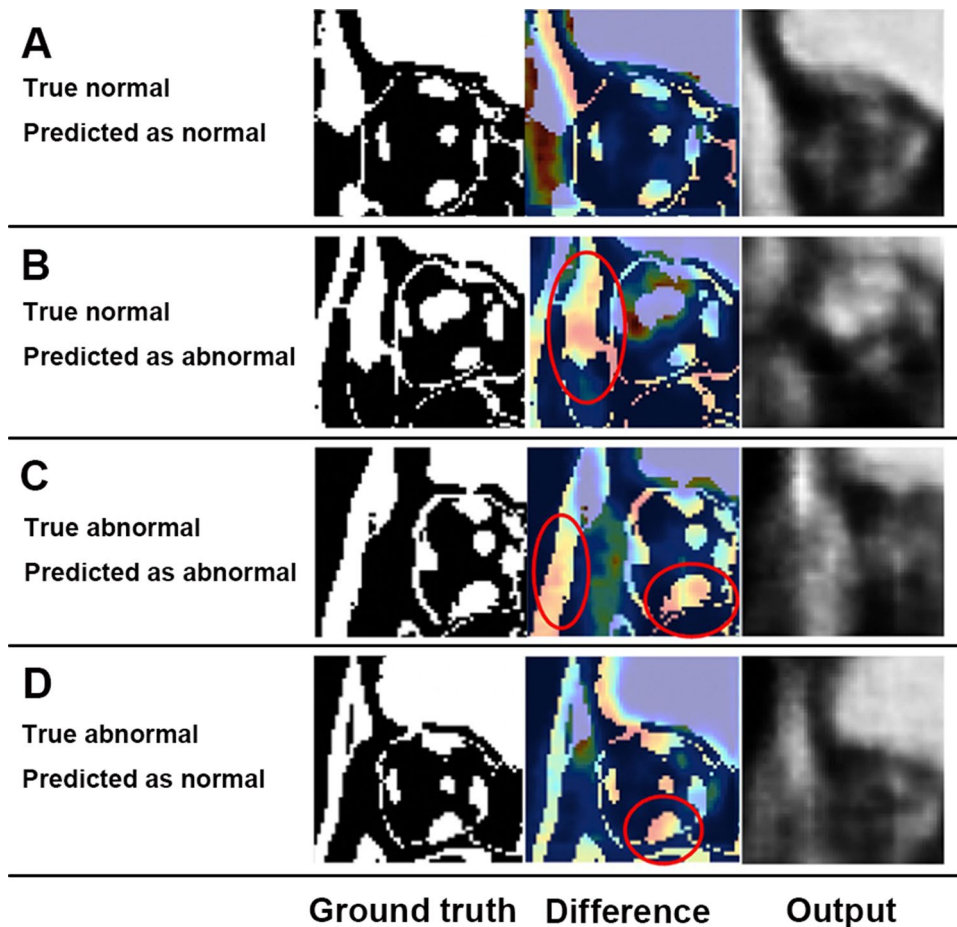 A
True normal
Predicted as normal
B
True normal
Predicted as abnormal
C
True abnormal
Predicted as abnormal
D
True abnormal
Predicted as normal
Ground truth Difference Output